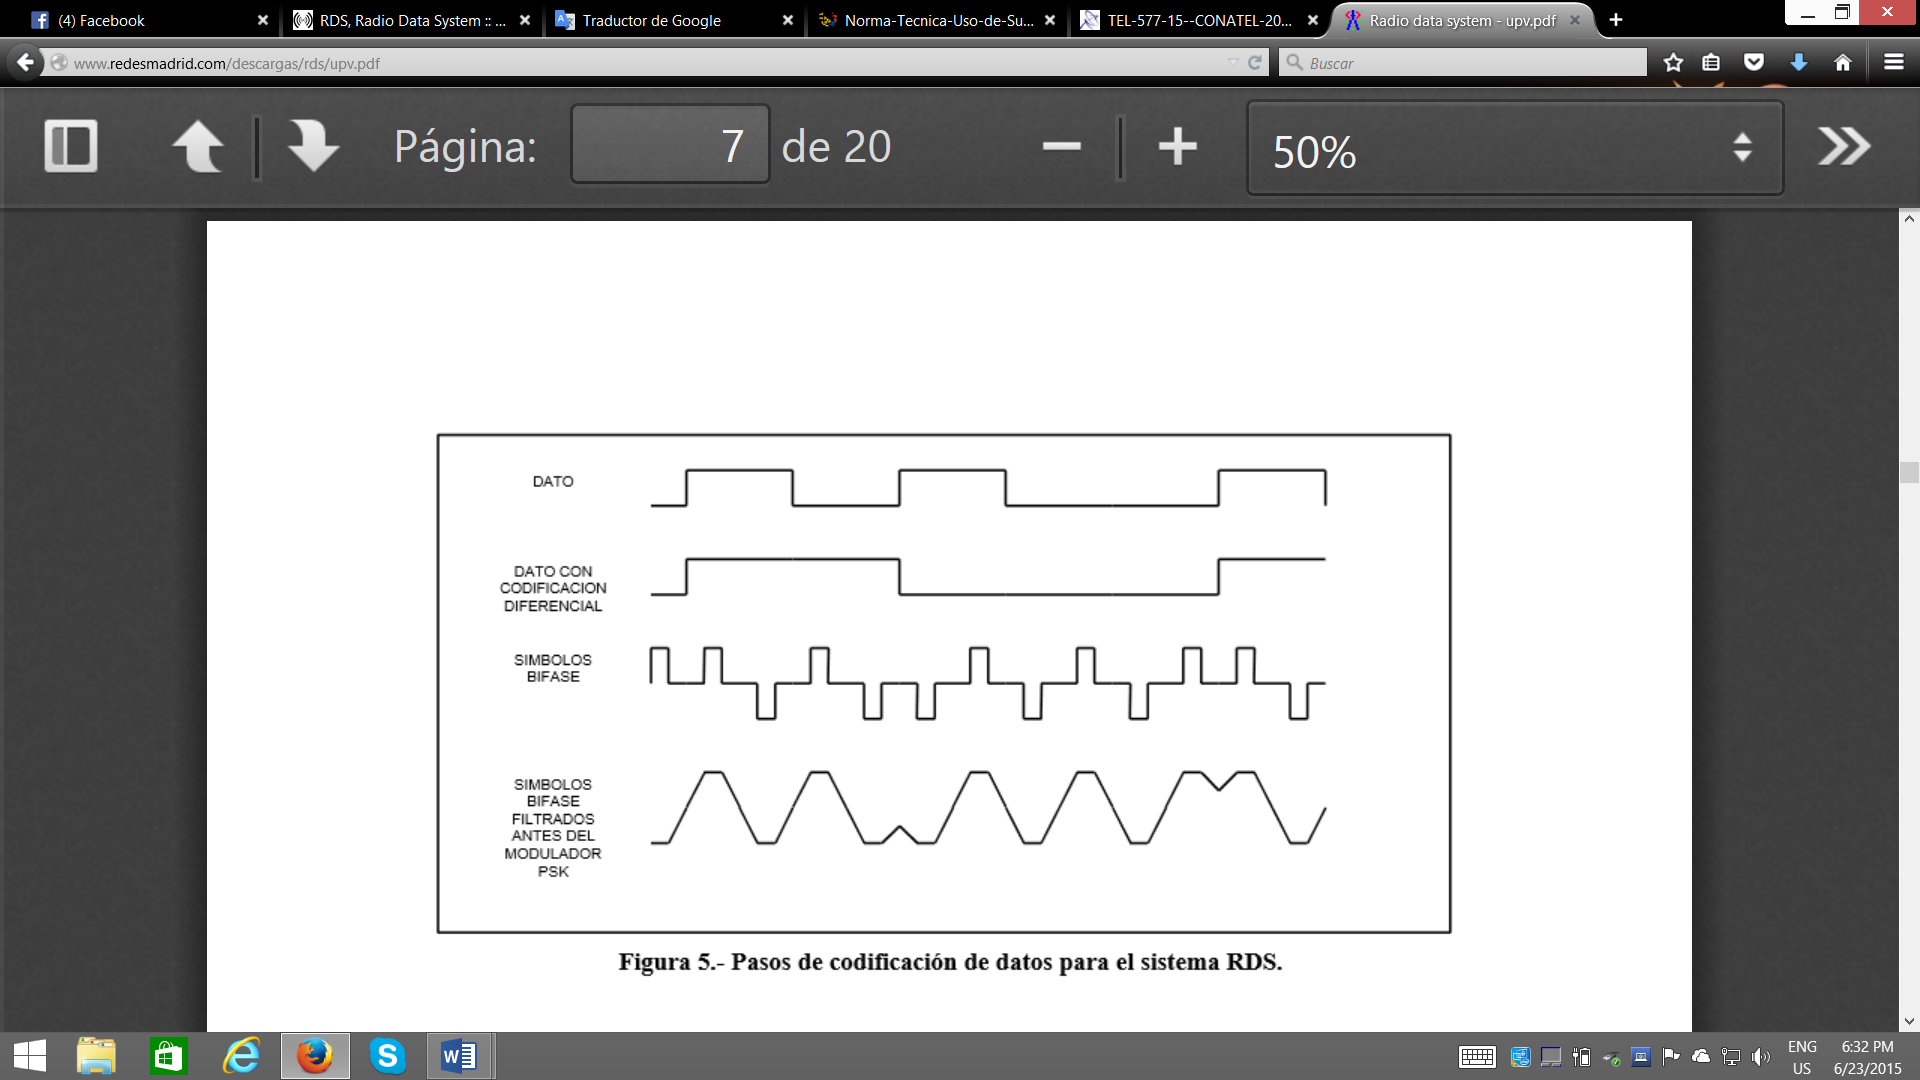 (4) Facebook
RDS, Radio Data System :: ...
Traductor de Google
Norma-Tecnica-Uso-de-Su...
TEL-577-15--CONATEL-20...
Radio data system - upv.pdf
www.redesmadrid.com/descargas/rds/upv.pdf
Buscar
Página: 7 de 20
50%
DATO
DATO CON
CODIFICACION
DIFERENCIAL
SIMBOLOS
BIFASE
SIMBOLOS
BIFASE
FILTRADOS
ANTES DEL
MODULADOR
PSK
Figura 5.- Pasos de codificación de datos para el sistema RDS.
ENG
US
6:32 PM
6/23/2015